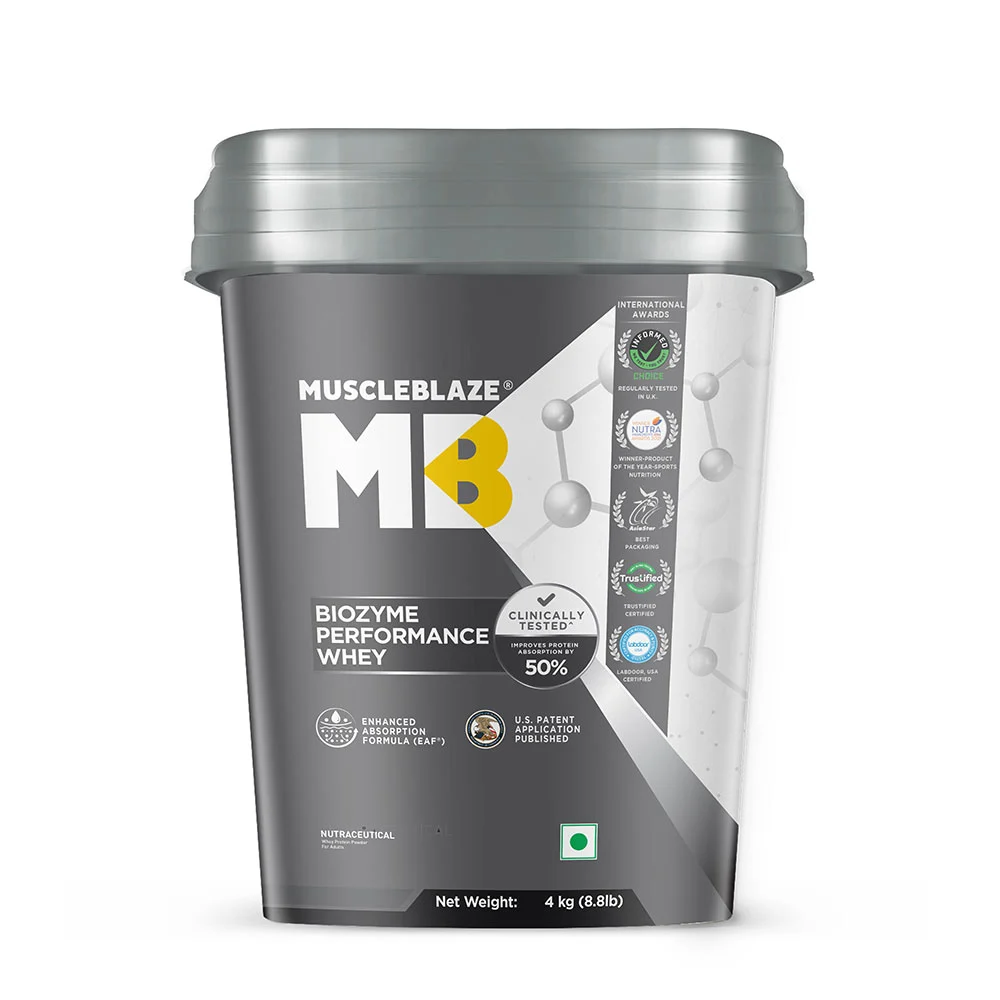 MUSCLEBLAZE®
MB
BIOZYME
PERFORMANCE
WHEY
CLINICALLY
TESTED^
IMPROVES PROTEIN
ABSORPTION BY
50%
ENHANCED
ABSORPTION
FORMULA (EAF®)
U.S. PATENT
APPLICATION
PUBLISHED
INTERNATIONAL
AWARDS
INFORMED
CHOICE
REGULARLY TESTED
IN U.K.
NUTRA
WINNER-PRODUCT
OF THE YEAR-SPORTS
NUTRITION
AsiaStar
BEST
PACKAGING
Trustified
TRUSTIFIED
CERTIFIED
labdoor
USA
LABDOOR, USA
CERTIFIED
NUTRACEUTICAL
Whey Protein Powder
For Adults
Net Weight: 4 kg (8.8lb)